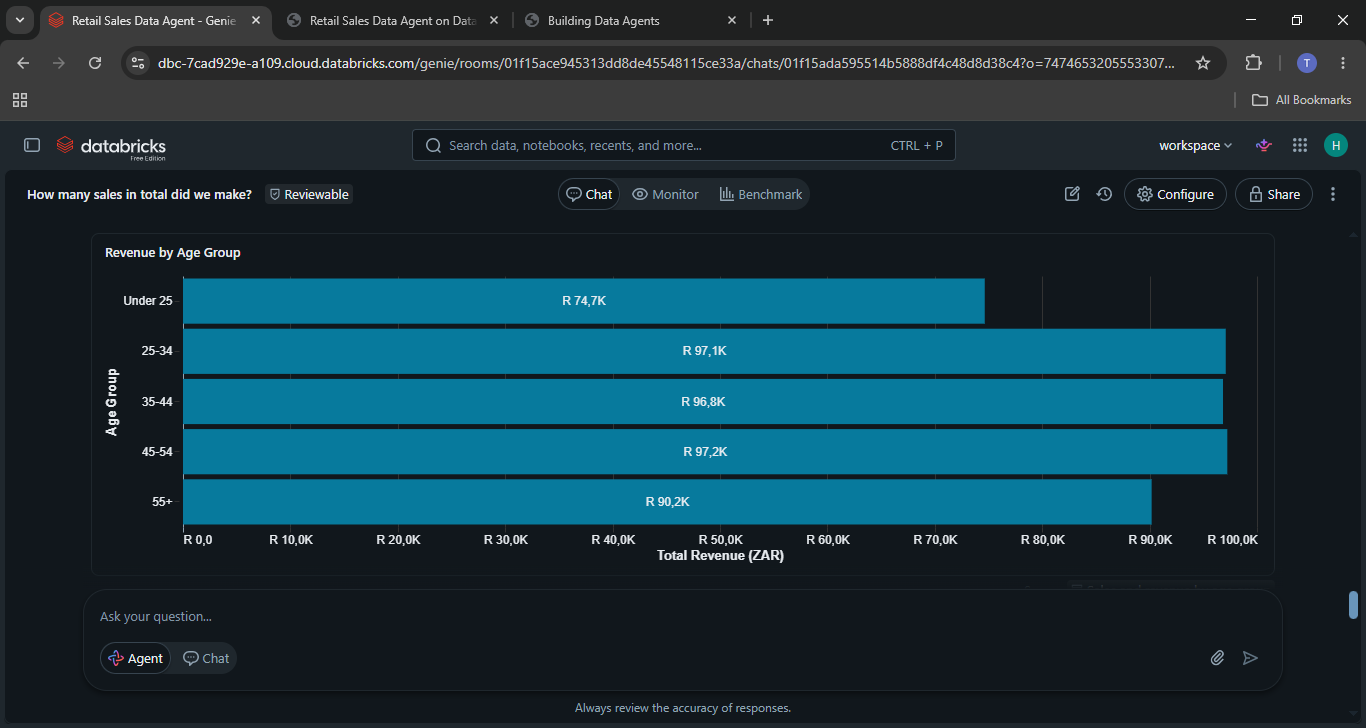 Retail Sales Data Agent - Genie
Retail Sales Data Agent on Data
Building Data Agents
dbc-7cad929e-a109.cloud.databricks.com/genie/rooms/01f15ace945313dd8de45548115ce33a/chats/01f15ada595514b5888df4c48d8d38c4?o=7474653205553307...
T
All Bookmarks
databricks
Free Edition
Search data, notebooks, recents, and more...
CTRL + P
workspace
H
How many sales in total did we make?
Reviewable
Chat
Monitor
Benchmark
Configure
Share
Revenue by Age Group
Age Group
Under 25
R 74,7K
25-34
R 97,1K
35-44
R 96,8K
45-54
R 97,2K
55+
R 90,2K
R 0,0
R 10,0K
R 20,0K
R 30,0K
R 40,0K
R 50,0K
R 60,0K
R 70,0K
R 80,0K
R 90,0K
R 100,0K
Total Revenue (ZAR)
Ask your question...
Agent
Chat
Always review the accuracy of responses.